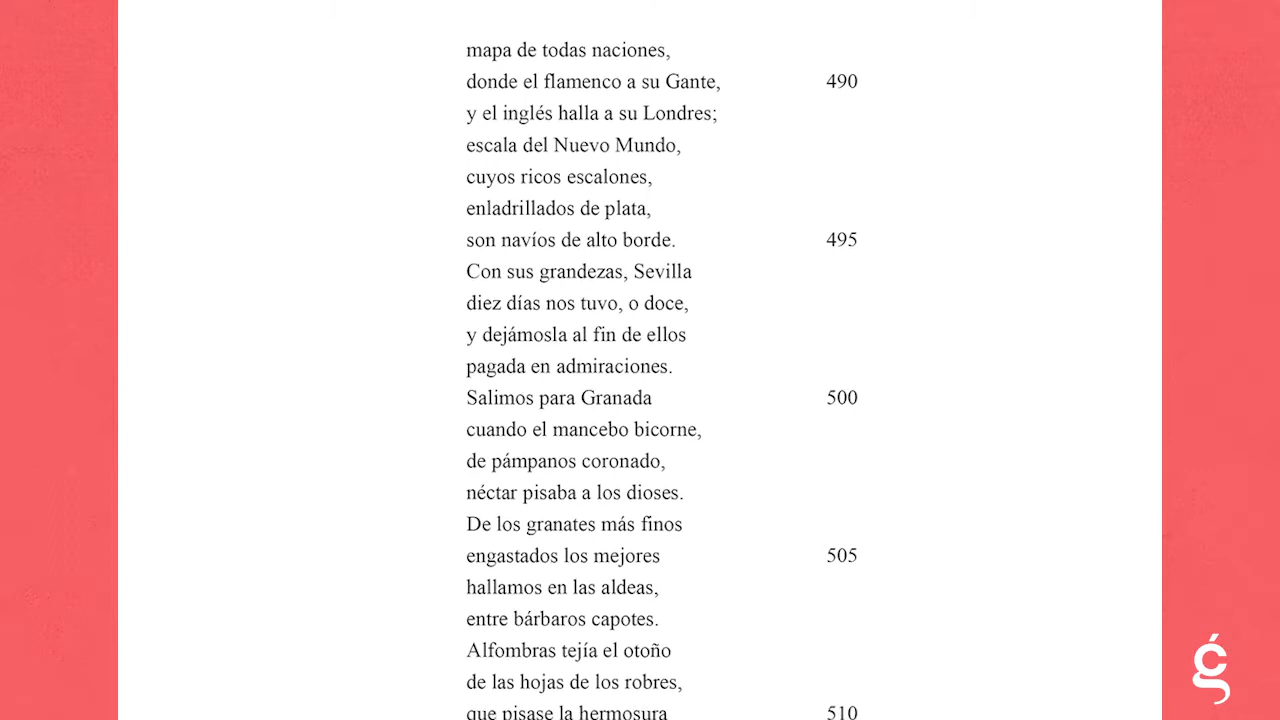 mapa de todas naciones,
donde el flamenco a su Gante, 490
y el inglés halla a su Londres;
escala del Nuevo Mundo,
cuyos ricos escalones,
enladrillados de plata,
son navíos de alto borde. 495
Con sus grandezas, Sevilla
diez días nos tuvo, o doce,
y dejámosla al fin de ellos
pagada en admiraciones.
Salimos para Granada 500
cuando el mancebo bicorne,
de pámpanos coronado,
néctar pisaba a los dioses.
De los granates más finos
engastados los mejores 505
hallamos en las aldeas,
entre bárbaros capotes.
Alfombras tejía el otoño
de las hojas de los robres,
que pisase la hermosura 510